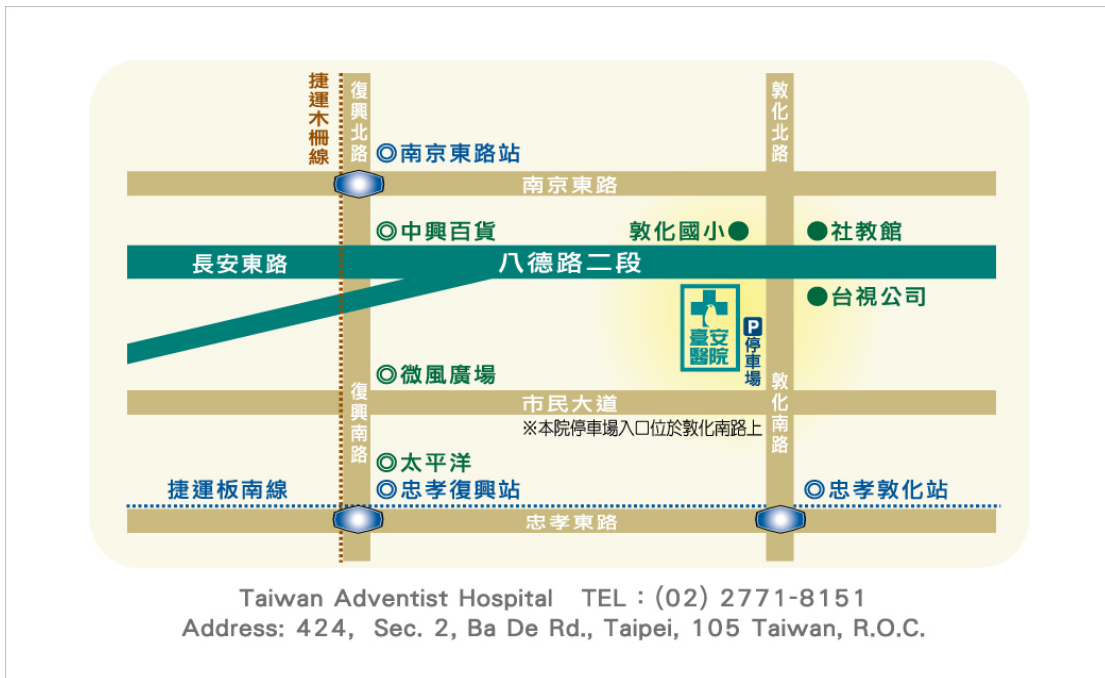 捷運木柵線
復興北路
敦化北路
◎南京東路站
南京東路
◎中興百貨
敦化國小●
●社教館
長安東路
八德路二段
●台視公司
臺安
醫院
P
停車場
◎微風廣場
復興南路
敦化南路
市民大道
※本院停車場入口位於敦化南路上
◎太平洋
捷運板南線
◎忠孝復興站
◎忠孝敦化站
忠孝東路
Taiwan Adventist Hospital TEL：(02) 2771-8151
Address: 424, Sec. 2, Ba De Rd., Taipei, 105 Taiwan, R.O.C.